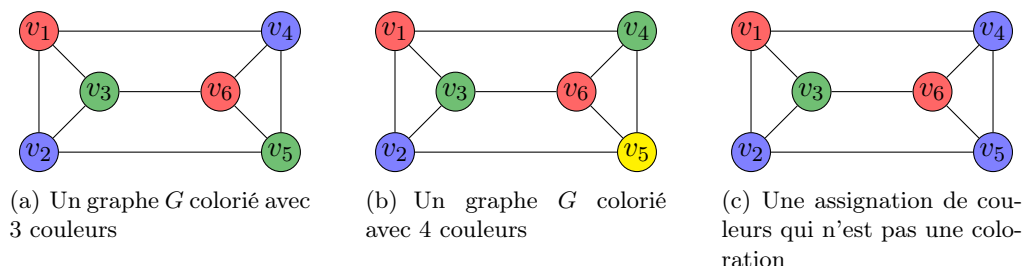 v1 v4 v1 v4 v1 v4
v3 v6 v3 v6 v3 v6
v2 v5 v2 v5 v2 v5
(a) Un graphe G colorié avec
3 couleurs
(b) Un graphe G colorié
avec 4 couleurs
(c) Une assignation de cou-
leurs qui n'est pas une colo-
ration